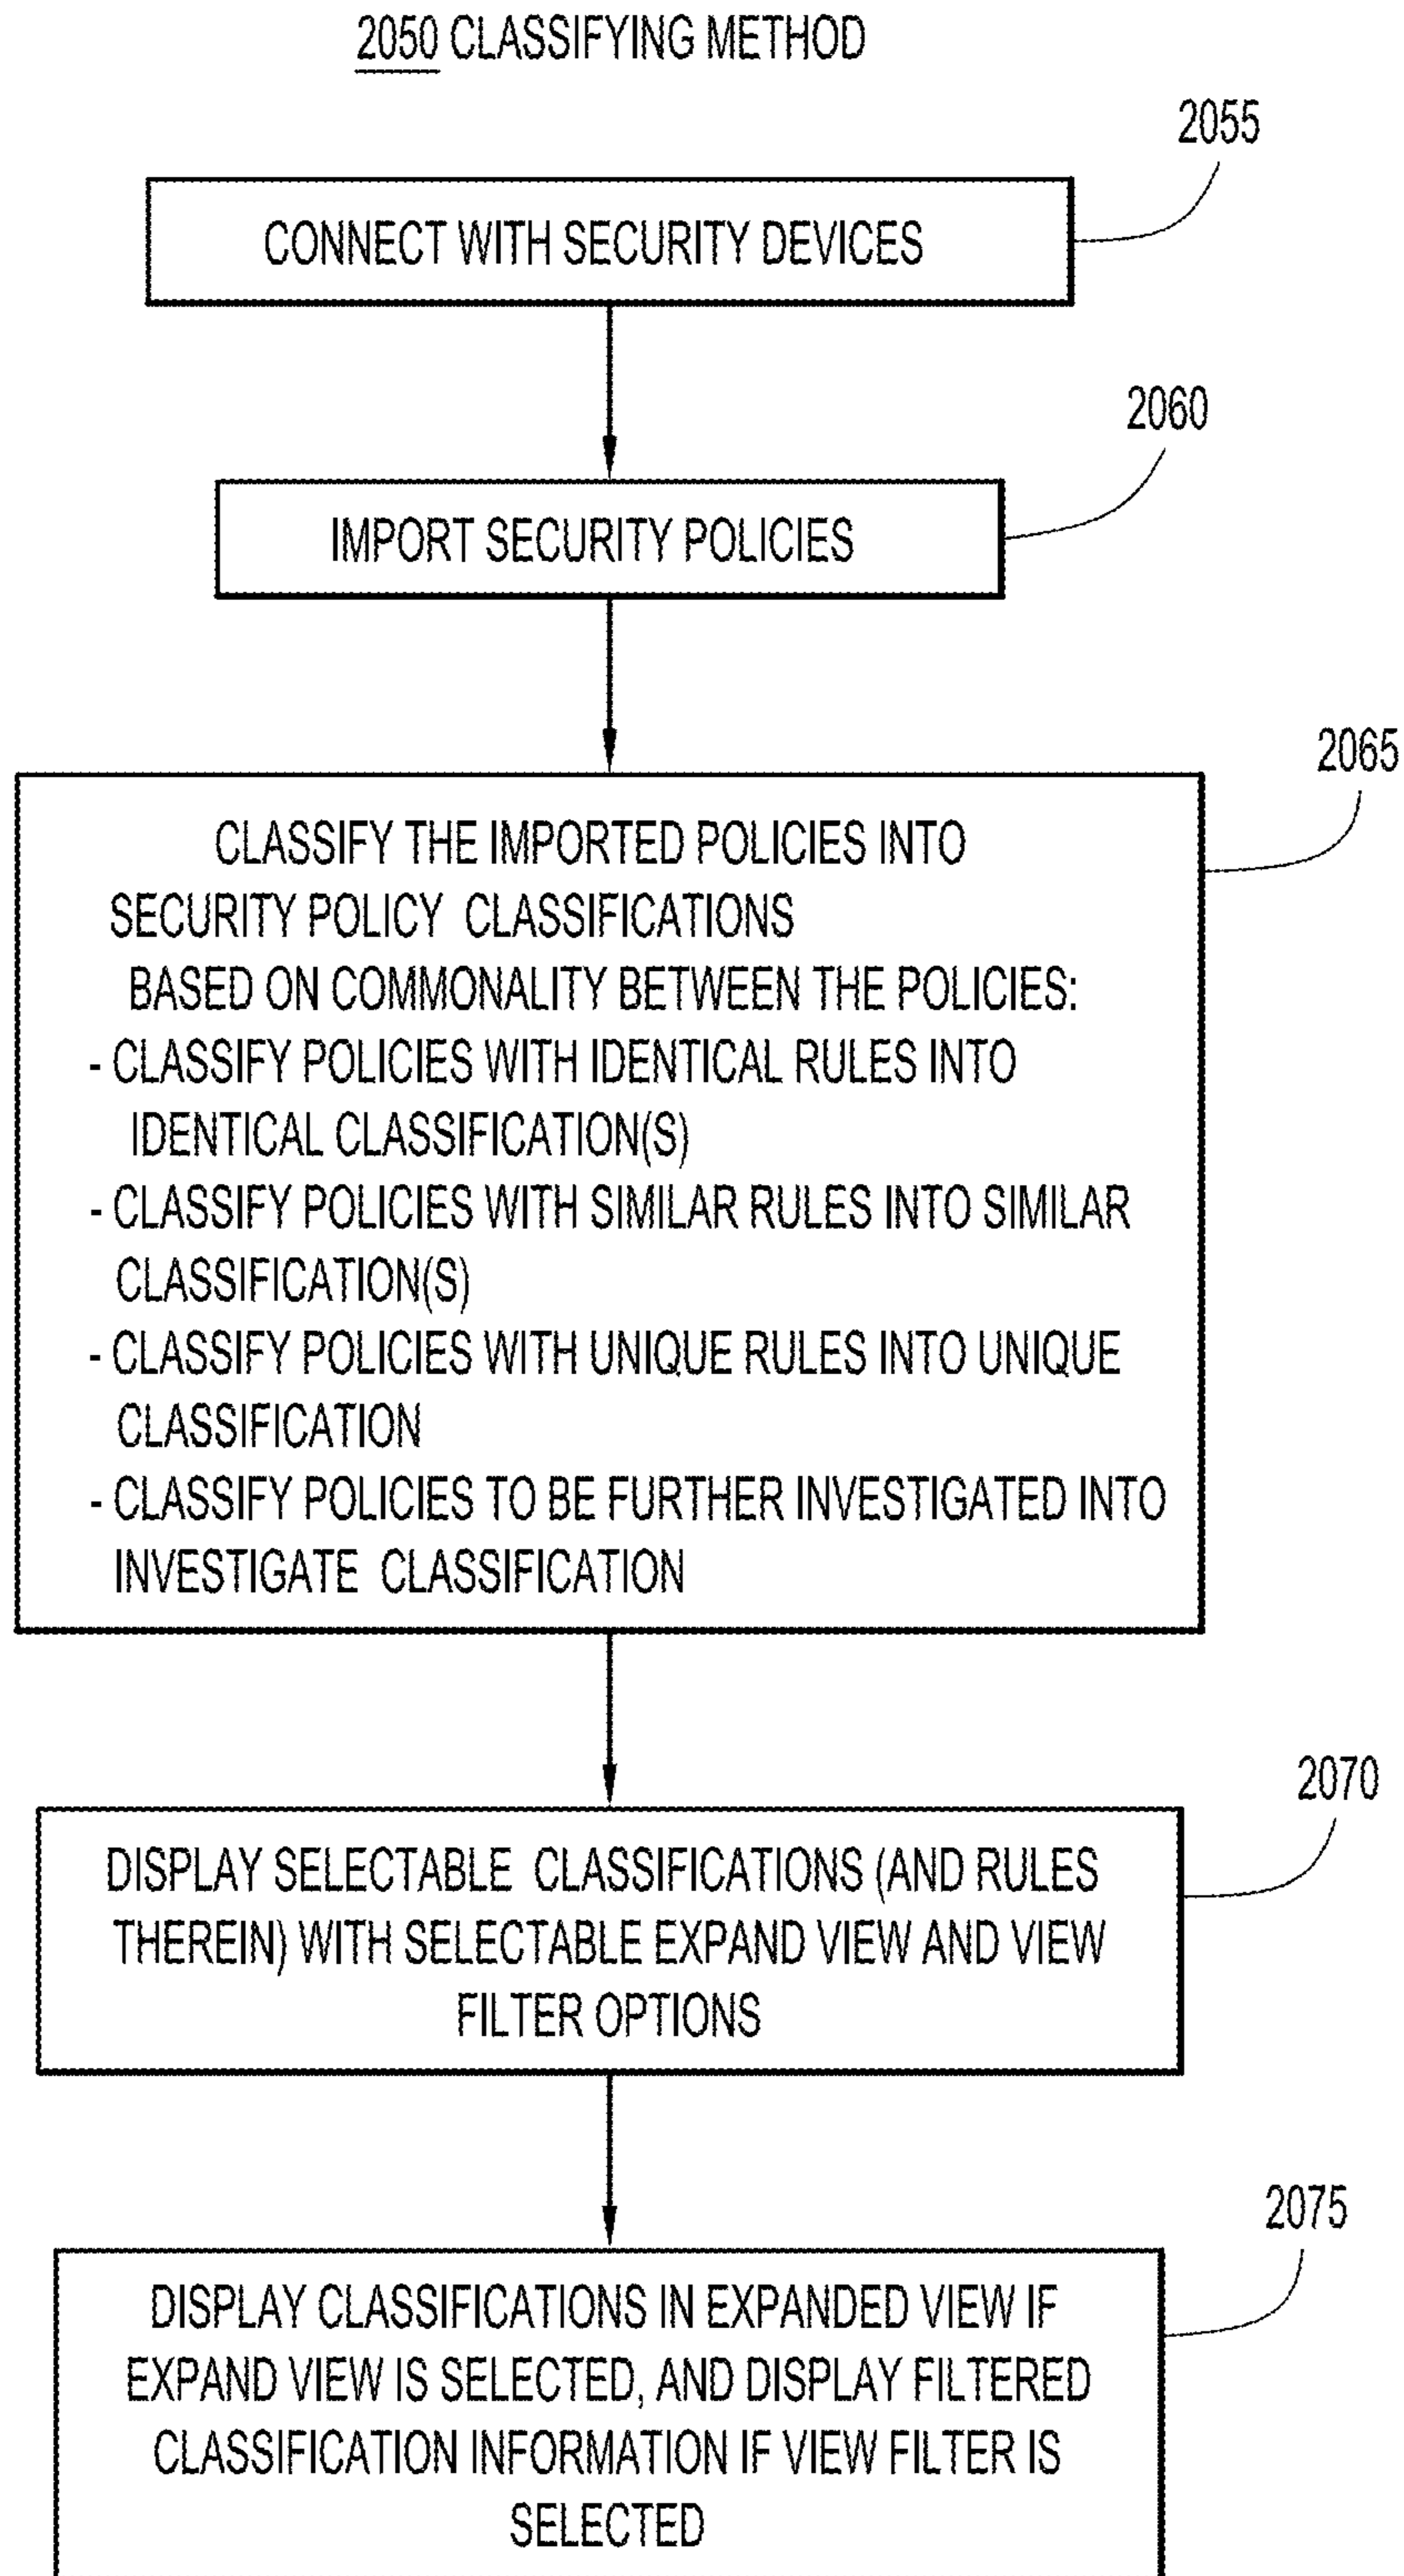 2050 CLASSIFYING METHOD
2055
CONNECT WITH SECURITY DEVICES
2060
IMPORT SECURITY POLICIES
2065
CLASSIFY THE IMPORTED POLICIES INTO
SECURITY POLICY CLASSIFICATIONS
BASED ON COMMONALITY BETWEEN THE POLICIES:
- CLASSIFY POLICIES WITH IDENTICAL RULES INTO
IDENTICAL CLASSIFICATION(S)
- CLASSIFY POLICIES WITH SIMILAR RULES INTO SIMILAR
CLASSIFICATION(S)
- CLASSIFY POLICIES WITH UNIQUE RULES INTO UNIQUE
CLASSIFICATION
- CLASSIFY POLICIES TO BE FURTHER INVESTIGATED INTO
INVESTIGATE CLASSIFICATION
2070
DISPLAY SELECTABLE CLASSIFICATIONS (AND RULES
THEREIN) WITH SELECTABLE EXPAND VIEW AND VIEW
FILTER OPTIONS
2075
DISPLAY CLASSIFICATIONS IN EXPANDED VIEW IF
EXPAND VIEW IS SELECTED, AND DISPLAY FILTERED
CLASSIFICATION INFORMATION IF VIEW FILTER IS
SELECTED